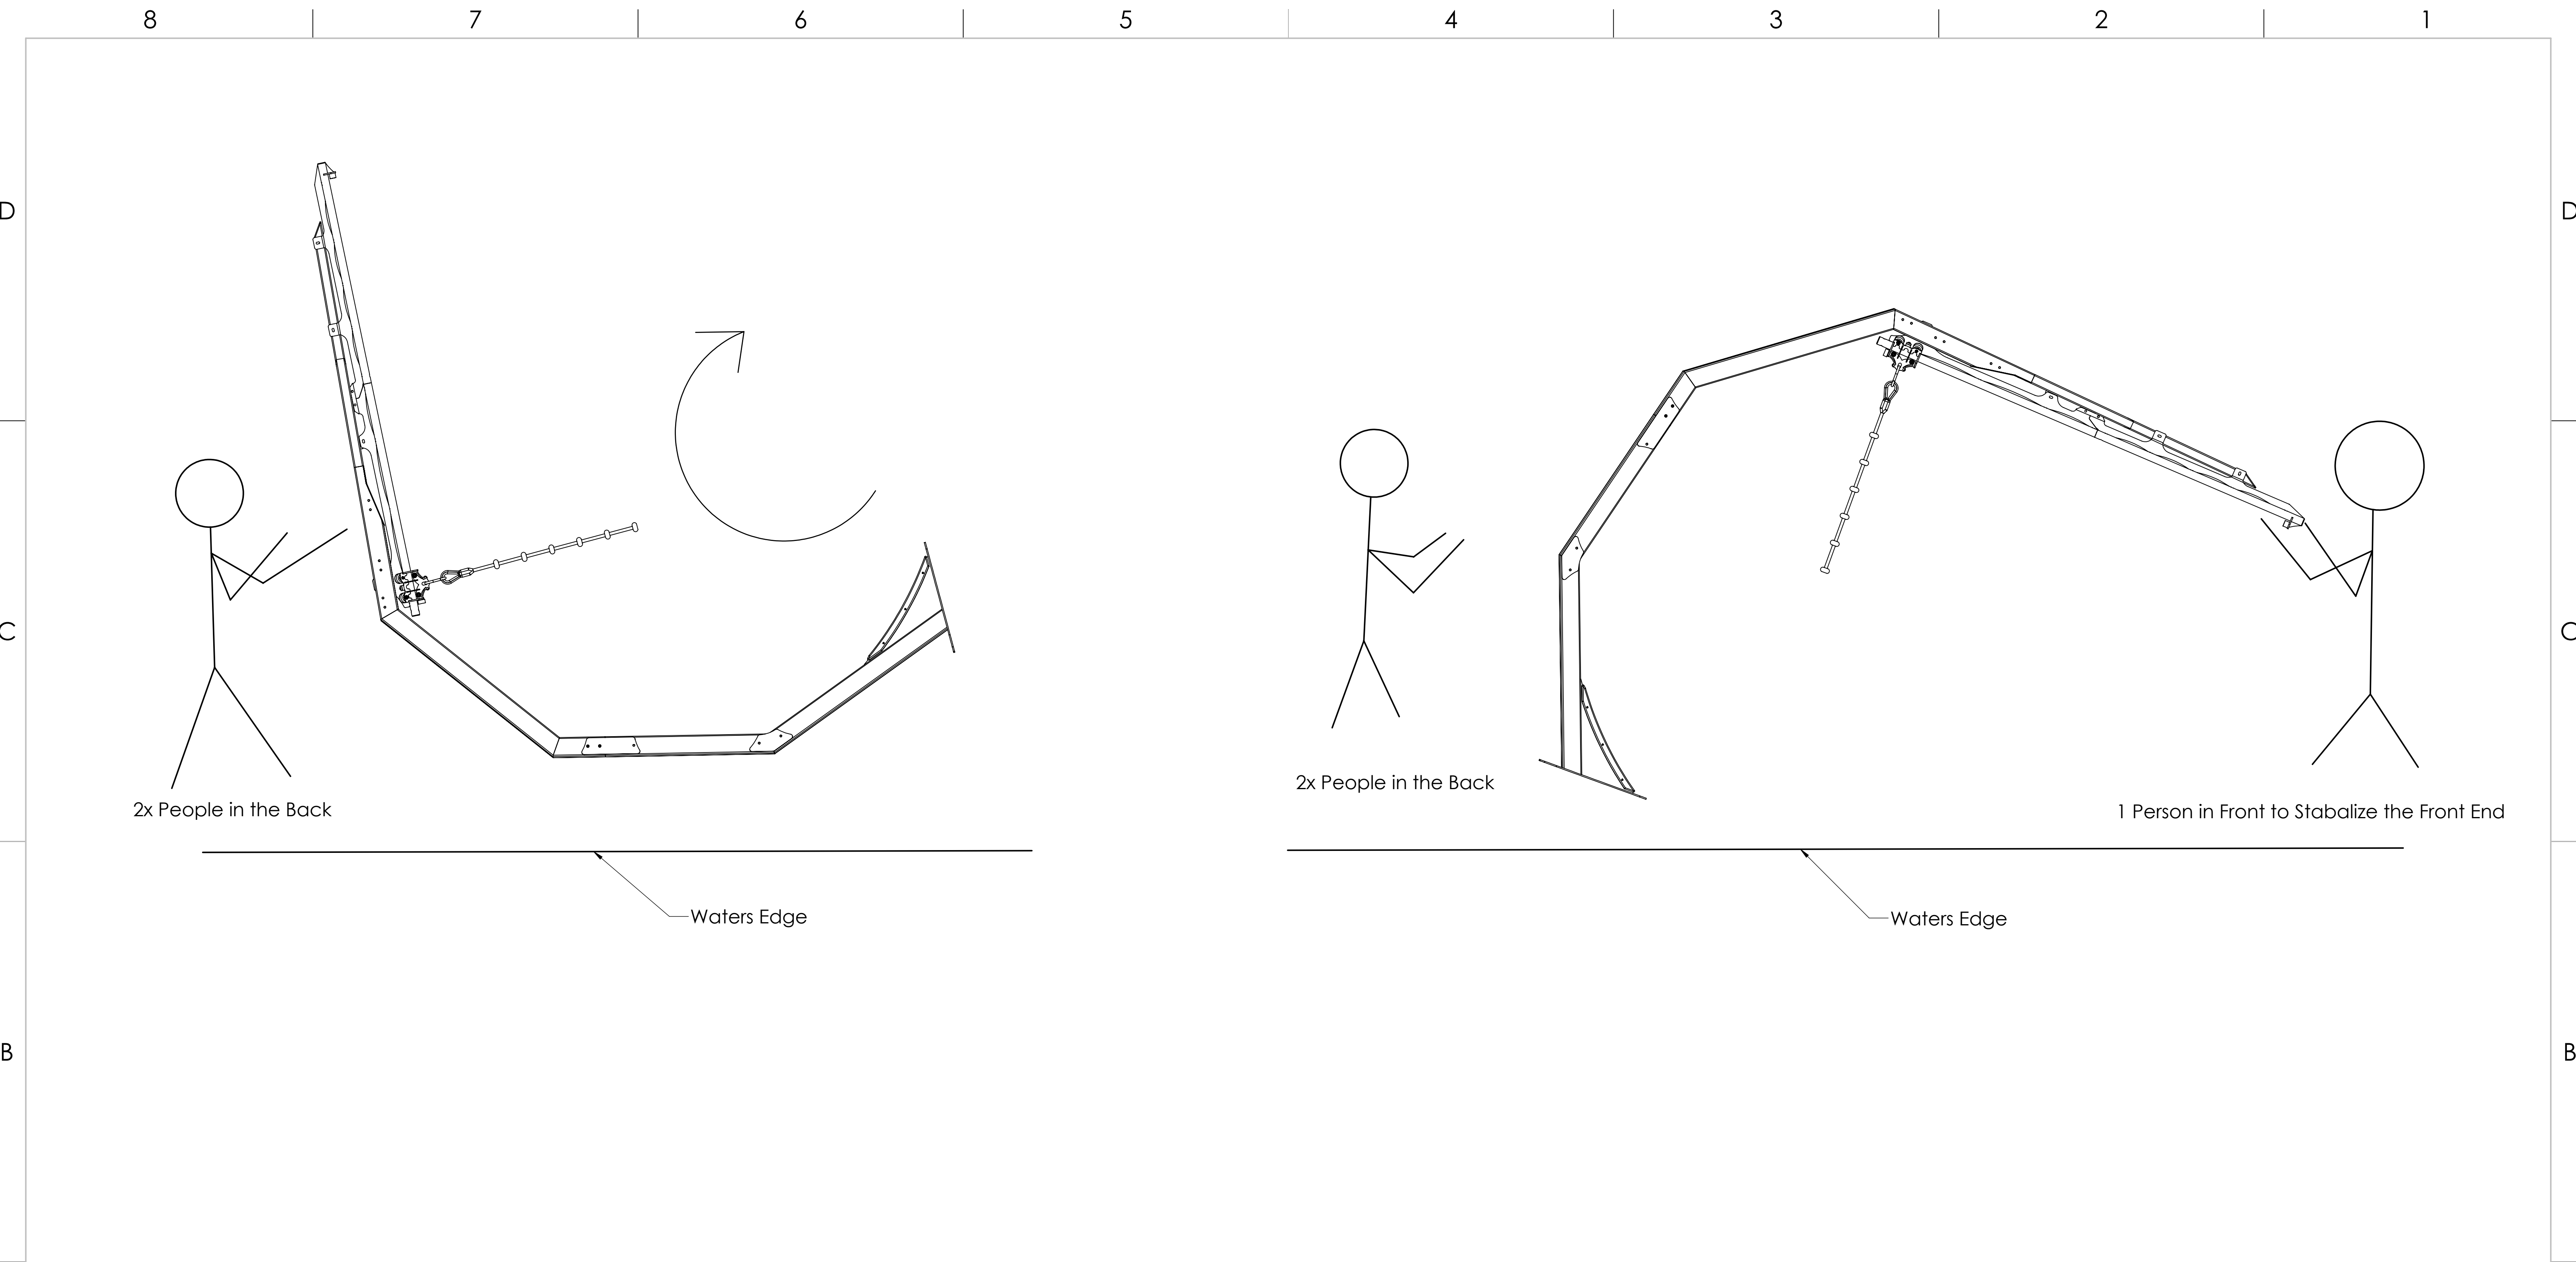 8 7 6 5 4 3 2 1
D D
C C
2x People in the Back
2x People in the Back
1 Person in Front to Stabalize the Front End
Waters Edge
Waters Edge
B B